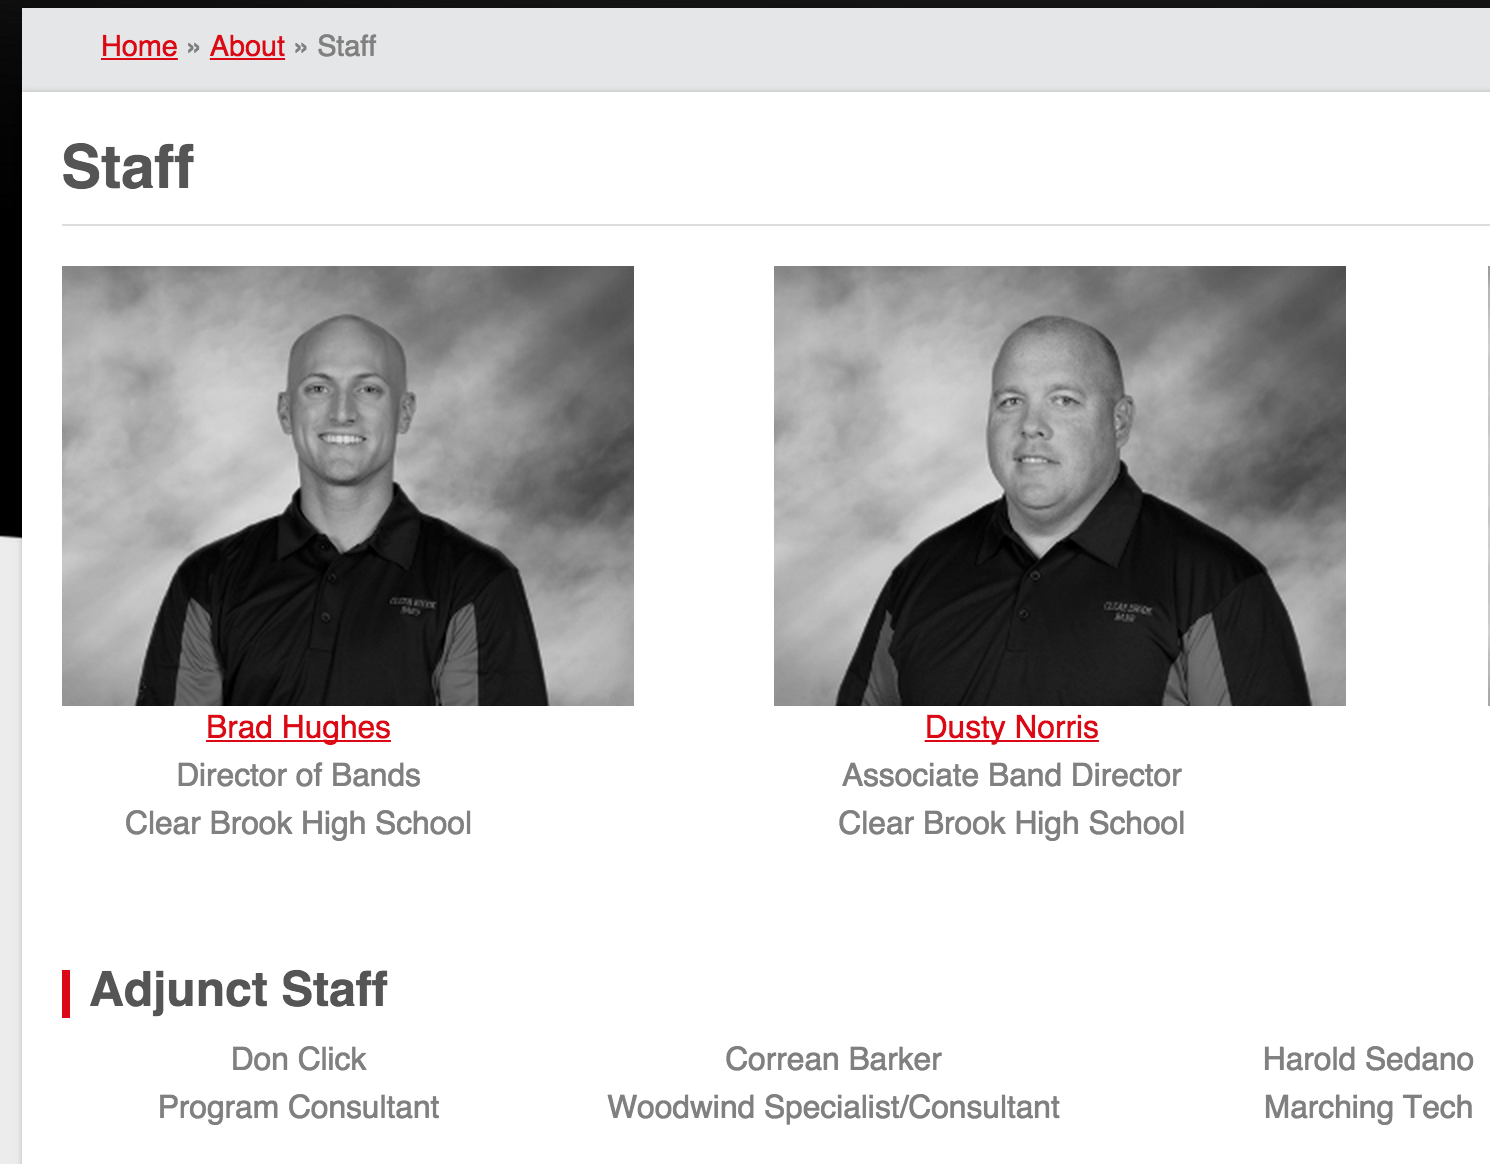 Home » About » Staff
Staff
CLEAR BROOK
CLEAR BROOK
Brad Hughes
Director of Bands
Clear Brook High School
Dusty Norris
Associate Band Director
Clear Brook High School
Adjunct Staff
Don Click
Program Consultant
Correan Barker
Woodwind Specialist/Consultant
Harold Sedano
Marching Tech